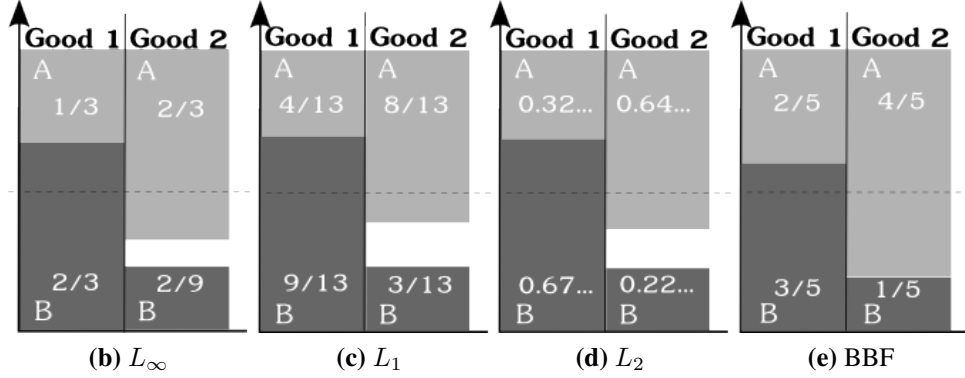 Good 1 Good 2 Good 1 Good 2 Good 1 Good 2 Good 1 Good 2
A A A A A A A A
1/3 2/3 4/13 8/13 0.32... 0.64... 2/5 4/5
2/3 2/9 9/13 3/13 0.67... 0.22... 3/5 1/5
B B B B B B B B
(b) L∞ (c) L1 (d) L2 (e) BBF